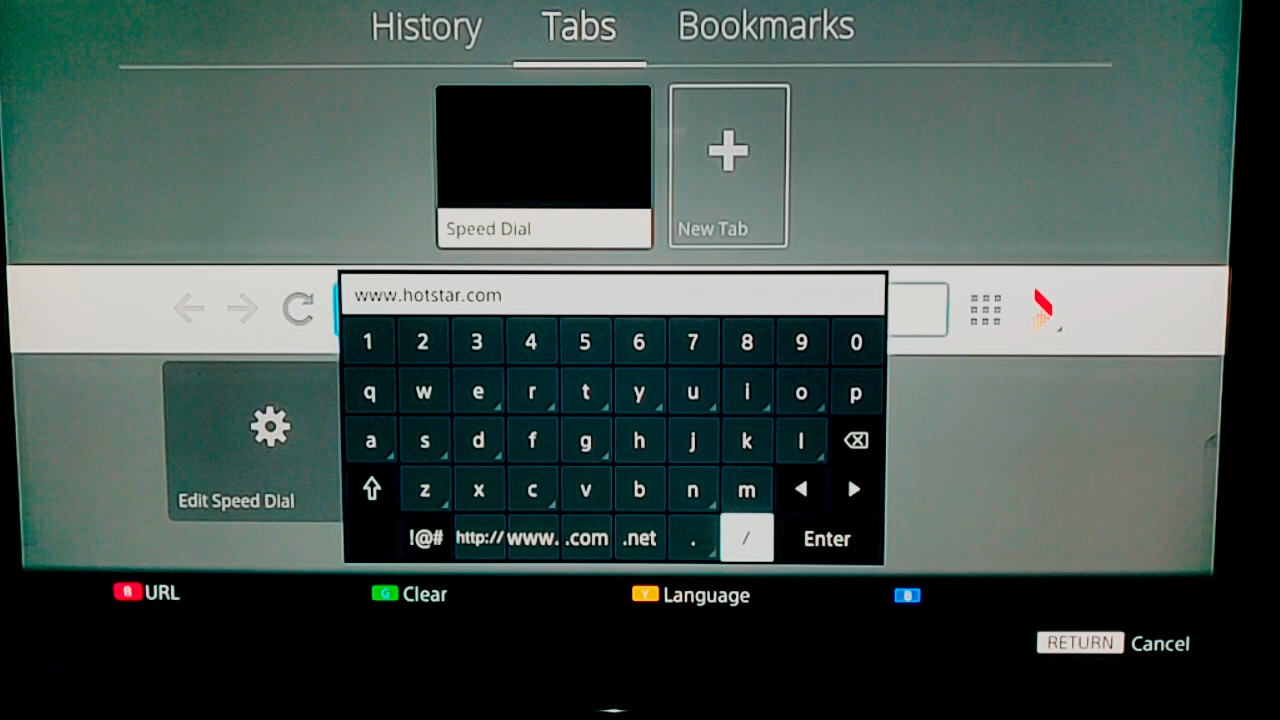 History Tabs Bookmarks
Speed Dial New Tab
www.hotstar.com
1 2 3 4 5 6 7 8 9 0
q w e r t y u i o p
a s d f g h j k l
z x c v b n m
!@# http:// www. .com .net . / Enter
Edit Speed Dial
R URL G Clear Y Language B
RETURN Cancel